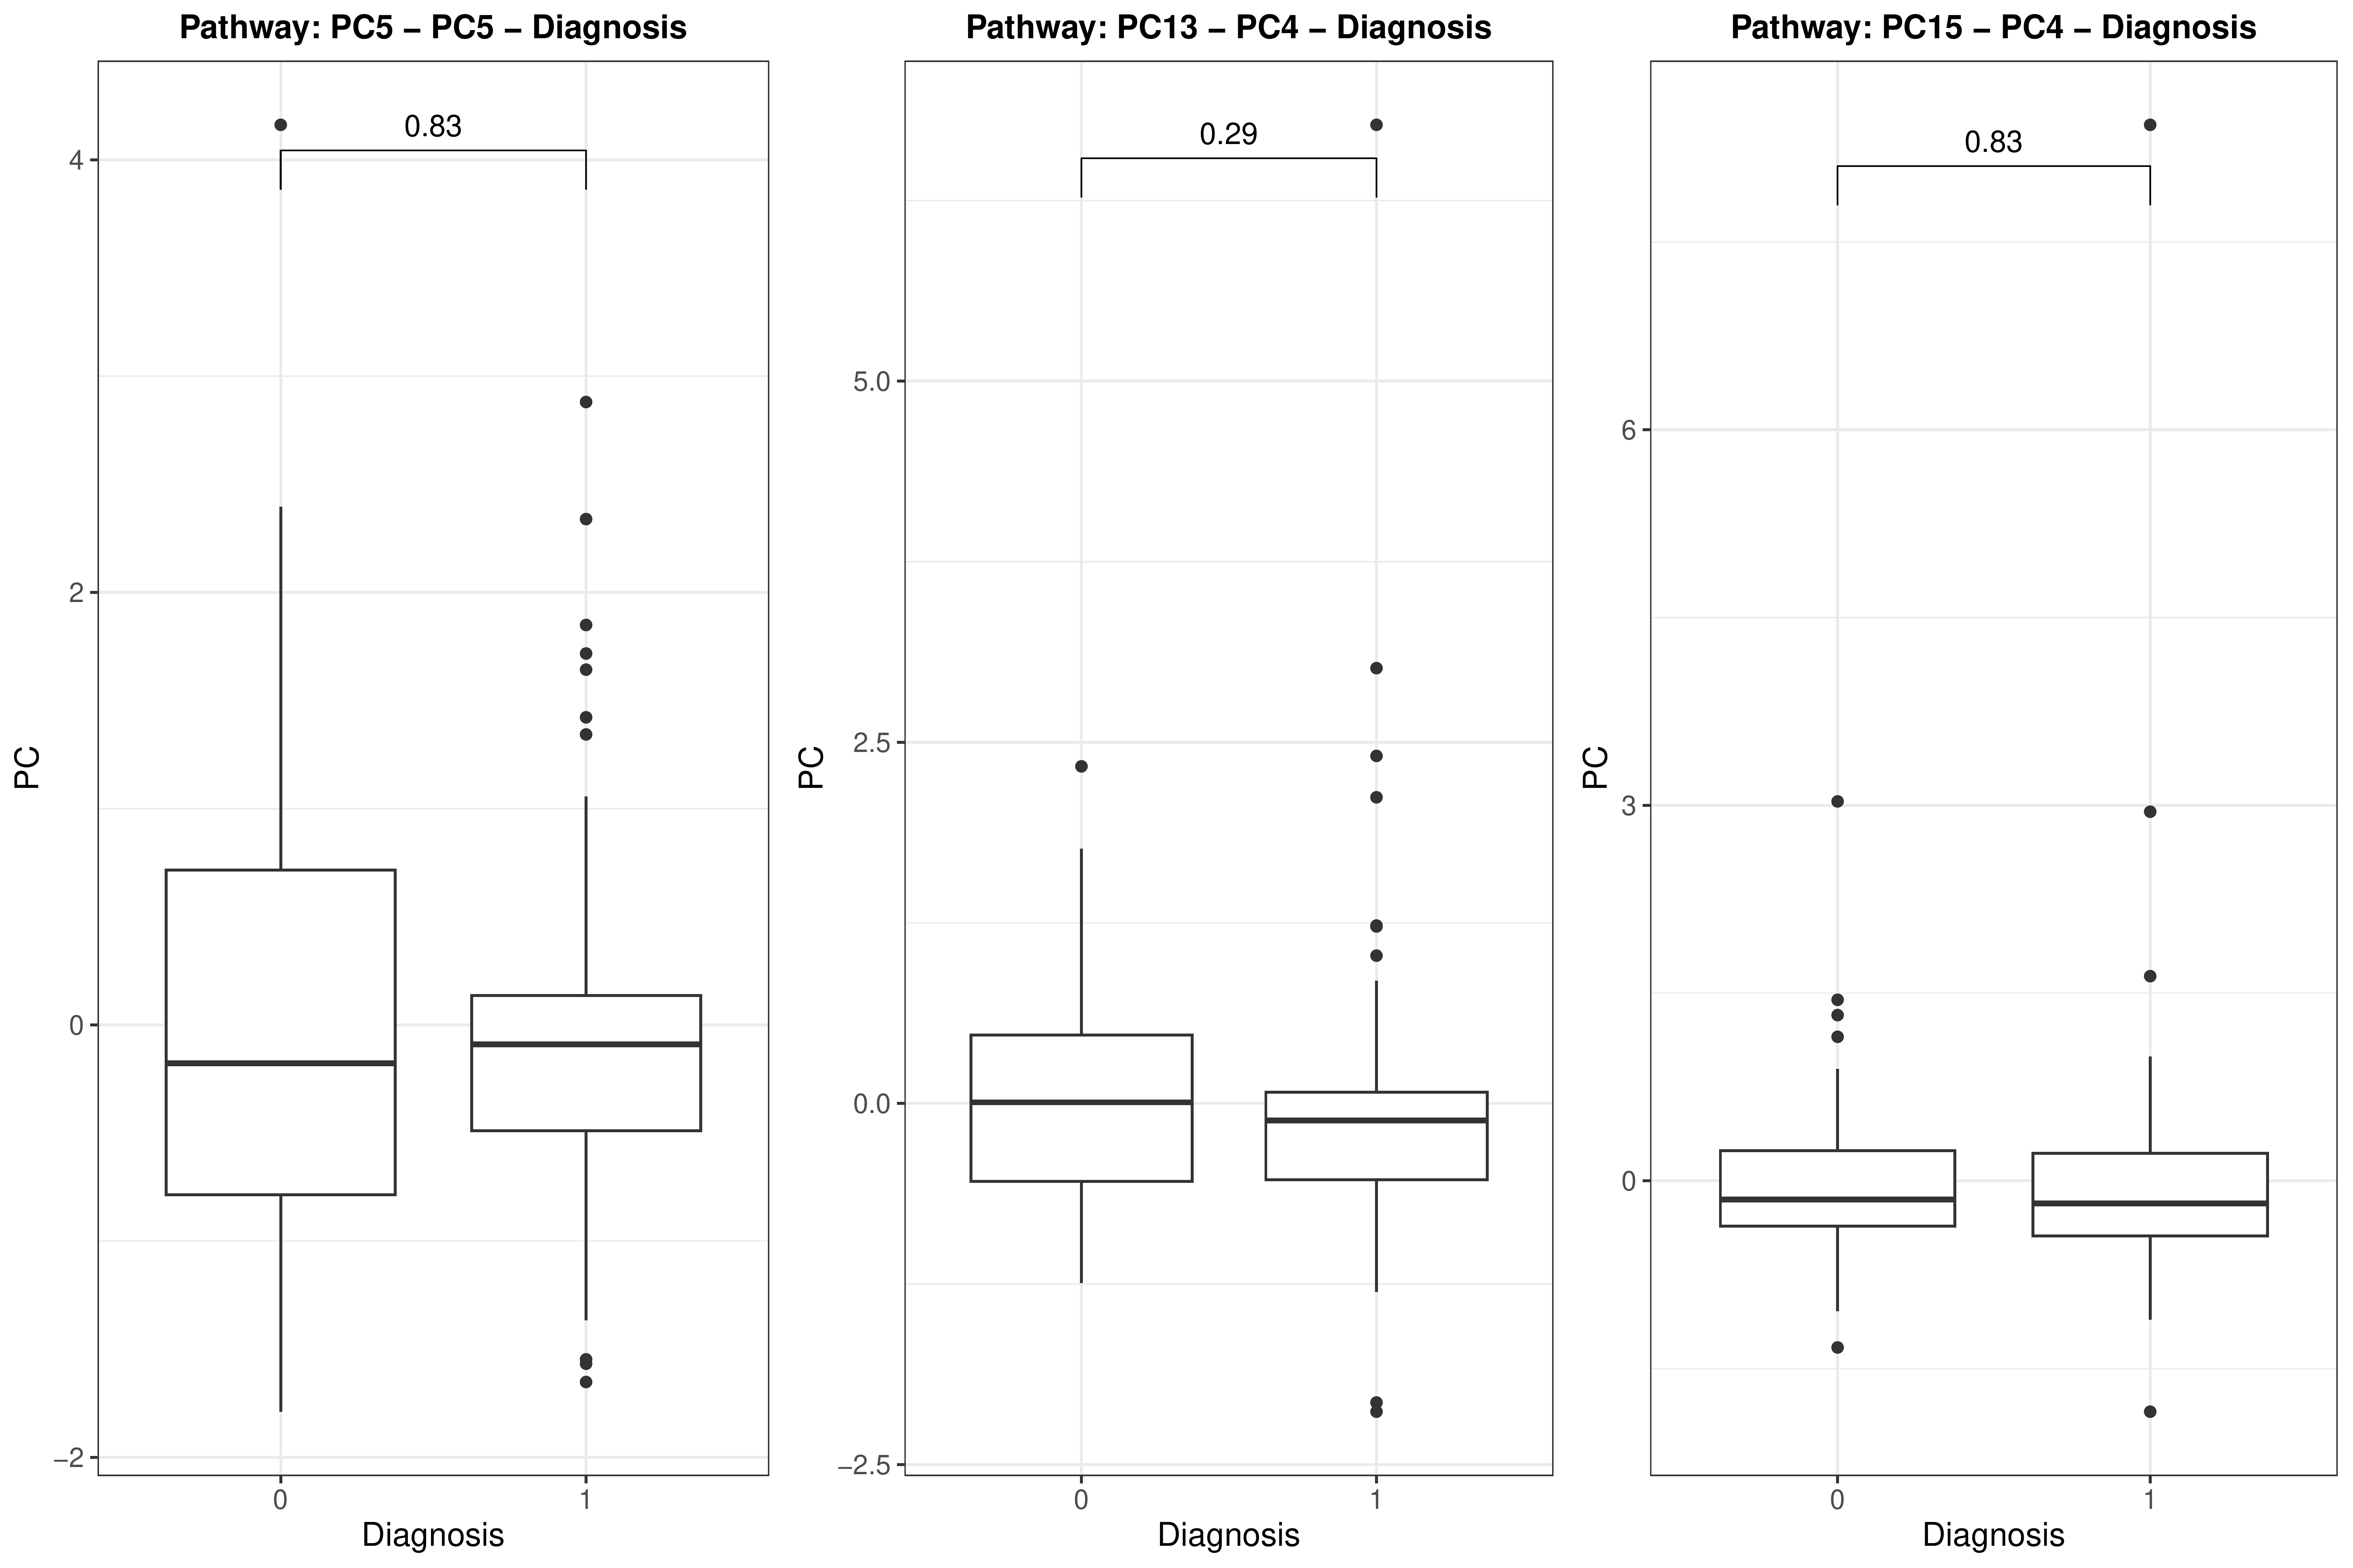 Pathway: PC5 – PC5 – Diagnosis
0.83
4
2
0
−2
PC
0
1
Diagnosis
Pathway: PC13 – PC4 – Diagnosis
0.29
5.0
2.5
0.0
−2.5
PC
0
1
Diagnosis
Pathway: PC15 – PC4 – Diagnosis
0.83
6
3
0
PC
0
1
Diagnosis